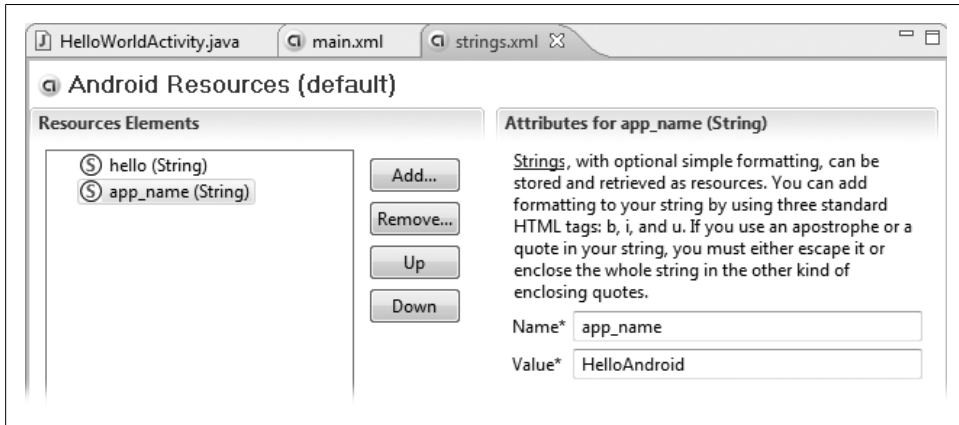 HelloWorldActivity.java
main.xml
strings.xml
Android Resources (default)
Resources Elements
S hello (String)
S app_name (String)
Add...
Remove...
Up
Down
Attributes for app_name (String)
Strings, with optional simple formatting, can be
stored and retrieved as resources. You can add
formatting to your string by using three standard
HTML tags: b, i, and u. If you use an apostrophe or a
quote in your string, you must either escape it or
enclose the whole string in the other kind of
enclosing quotes.
Name* app_name
Value* HelloAndroid